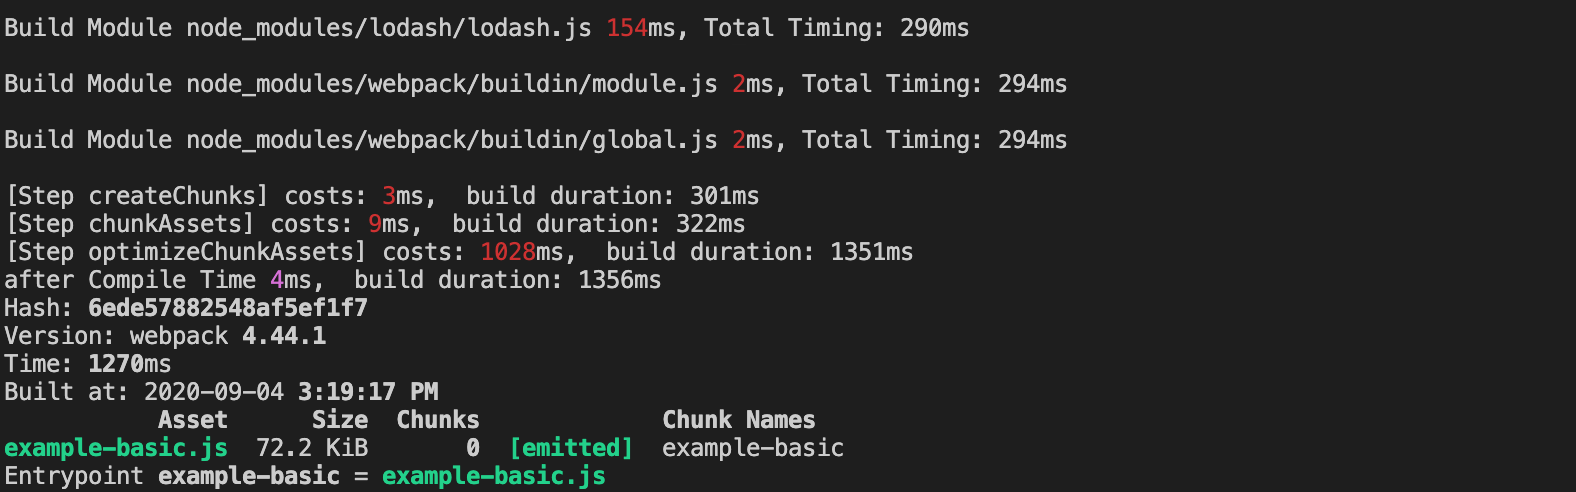 Build Module node_modules/lodash/lodash.js 154ms, Total Timing: 290ms
Build Module node_modules/webpack/buildin/module.js 2ms, Total Timing: 294ms
Build Module node_modules/webpack/buildin/global.js 2ms, Total Timing: 294ms
[Step createChunks] costs: 3ms,  build duration: 301ms
[Step chunkAssets] costs: 9ms,  build duration: 322ms
[Step optimizeChunkAssets] costs: 1028ms,  build duration: 1351ms
after Compile Time 4ms,  build duration: 1356ms
Hash: 6ede57882548af5ef1f7
Version: webpack 4.44.1
Time: 1270ms
Built at: 2020-09-04 3:19:17 PM
Asset      Size  Chunks             Chunk Names
example-basic.js  72.2 KiB       0  [emitted]  example-basic
Entrypoint example-basic = example-basic.js